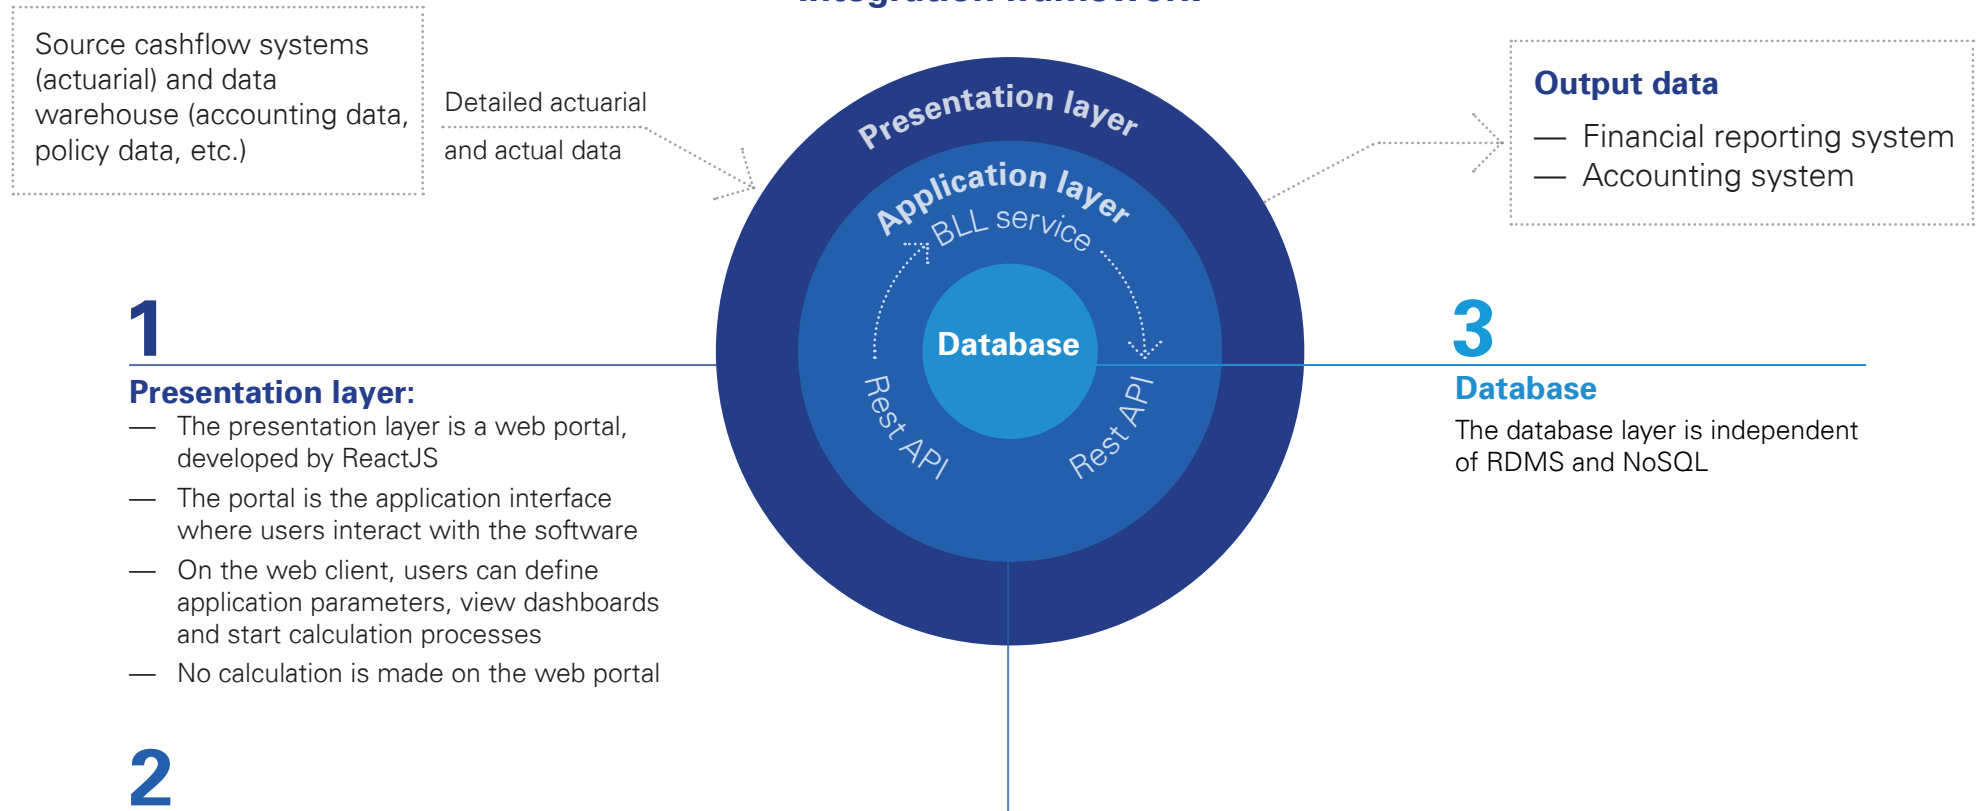 Integration framework
Source cashflow systems
(actuarial) and data
warehouse (accounting data,
policy data, etc.)
Detailed actuarial
and actual data
Presentation layer
Application layer
BLL service
Rest API
Rest API
Database
Output data
— Financial reporting system
— Accounting system
1
Presentation layer:
— The presentation layer is a web portal,
developed by ReactJS
— The portal is the application interface
where users interact with the software
— On the web client, users can define
application parameters, view dashboards
and start calculation processes
— No calculation is made on the web portal
3
Database
The database layer is independent
of RDMS and NoSQL
2